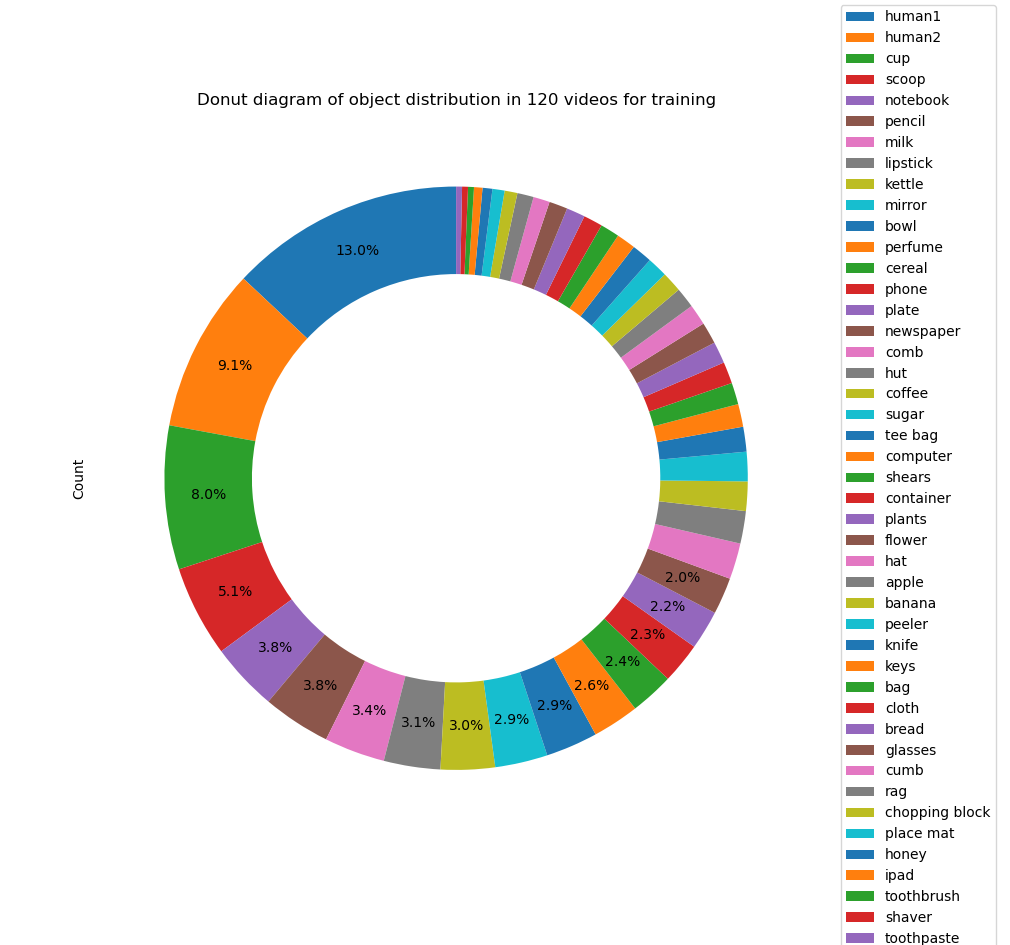 Donut diagram of object distribution in 120 videos for training
Count
13.0%
9.1%
8.0%
5.1%
3.8%
3.8%
3.4%
3.1%
3.0%
2.9%
2.9%
2.6%
2.4%
2.3%
2.2%
2.0%
human1
human2
cup
scoop
notebook
pencil
milk
lipstick
kettle
mirror
bowl
perfume
cereal
phone
plate
newspaper
comb
hut
coffee
sugar
tee bag
computer
shears
container
plants
flower
hat
apple
banana
peeler
knife
keys
bag
cloth
bread
glasses
cumb
rag
chopping block
place mat
honey
ipad
toothbrush
shaver
toothpaste